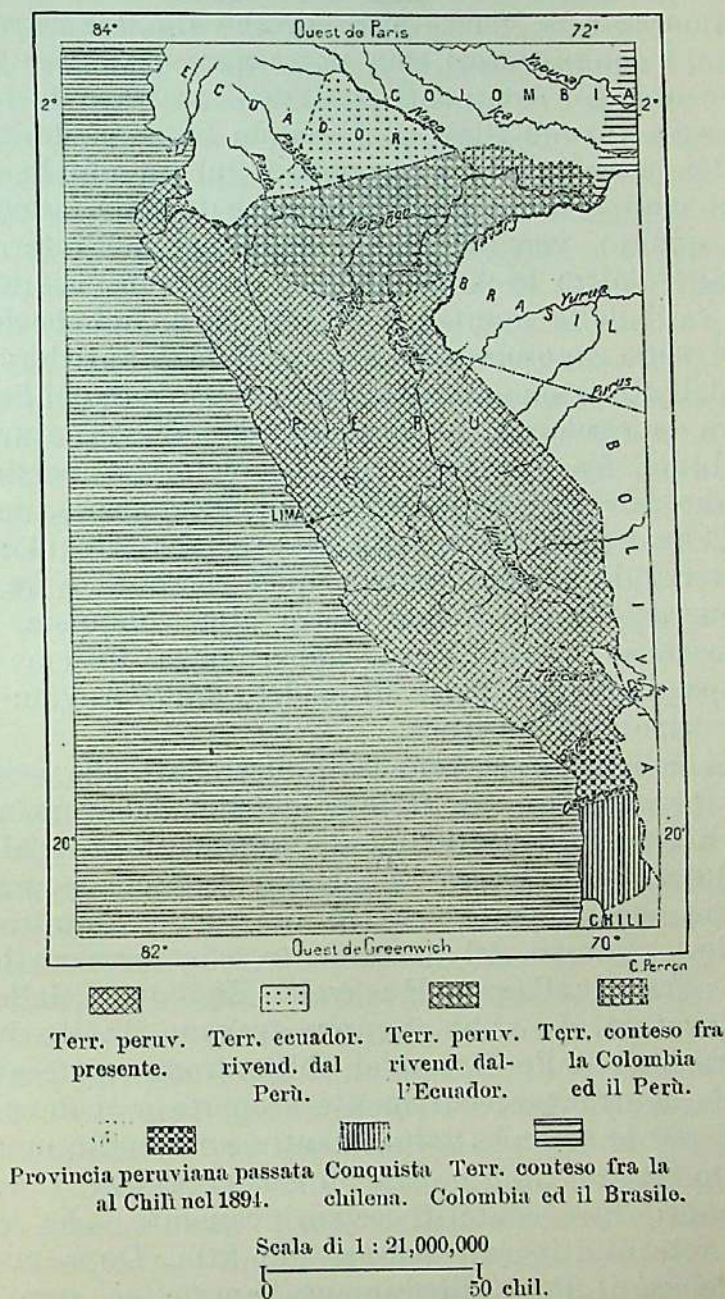 84° Ouest de Paris 72°
2° 2°
ECUADOR
COLOMBIA
Yapura
Iça
Napo
Pastaza
Yavary
BRASIL
Yurua
Purus
PERU
BOLIVIA
LIMA
L. Titicaca
20° 20°
CHILI
82° Ouest de Greenwich 70°
C. Perron
Terr. peruv. presente.
Terr. ecuador. rivend. dal Perù.
Terr. peruv. rivend. dall'Ecuador.
Terr. conteso fra la Colombia ed il Perù.
Provincia peruviana passata al Chilì nel 1894.
Conquista chilena.
Terr. conteso fra la Colombia ed il Brasile.
Scala di 1 : 21,000,000
0 50 chil.